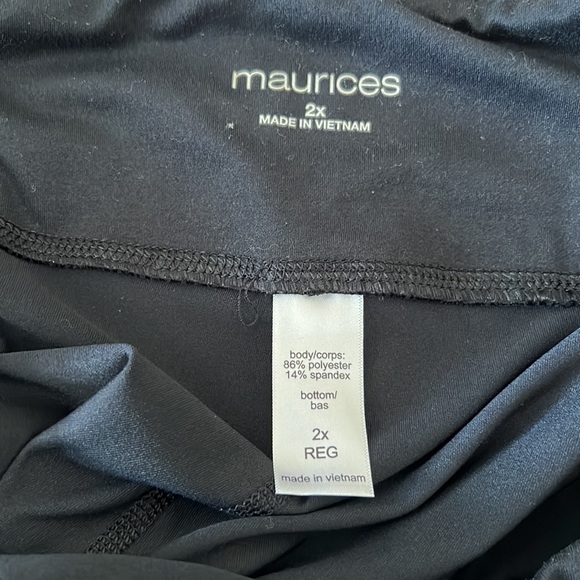 maurices
2x
MADE IN VIETNAM
body/corps:
86% polyester
14% spandex
bottom/
bas
2x
REG
made in vietnam